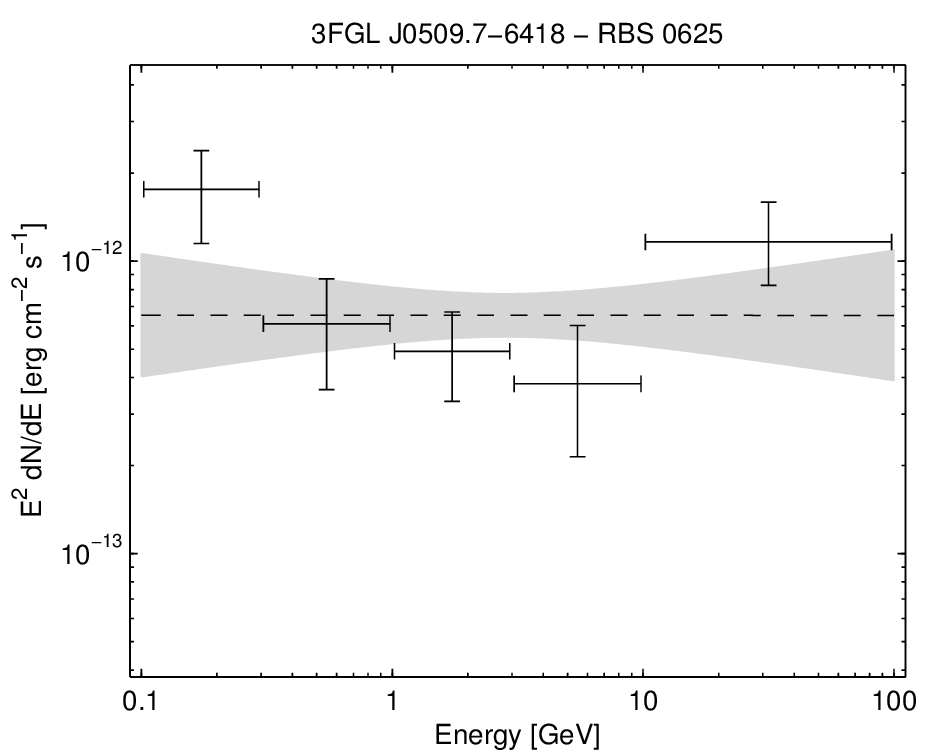 3FGL J0509.7−6418 − RBS 0625
E² dN/dE [erg cm⁻² s⁻¹]
10⁻¹²
10⁻¹³
0.1 1 10 100
Energy [GeV]